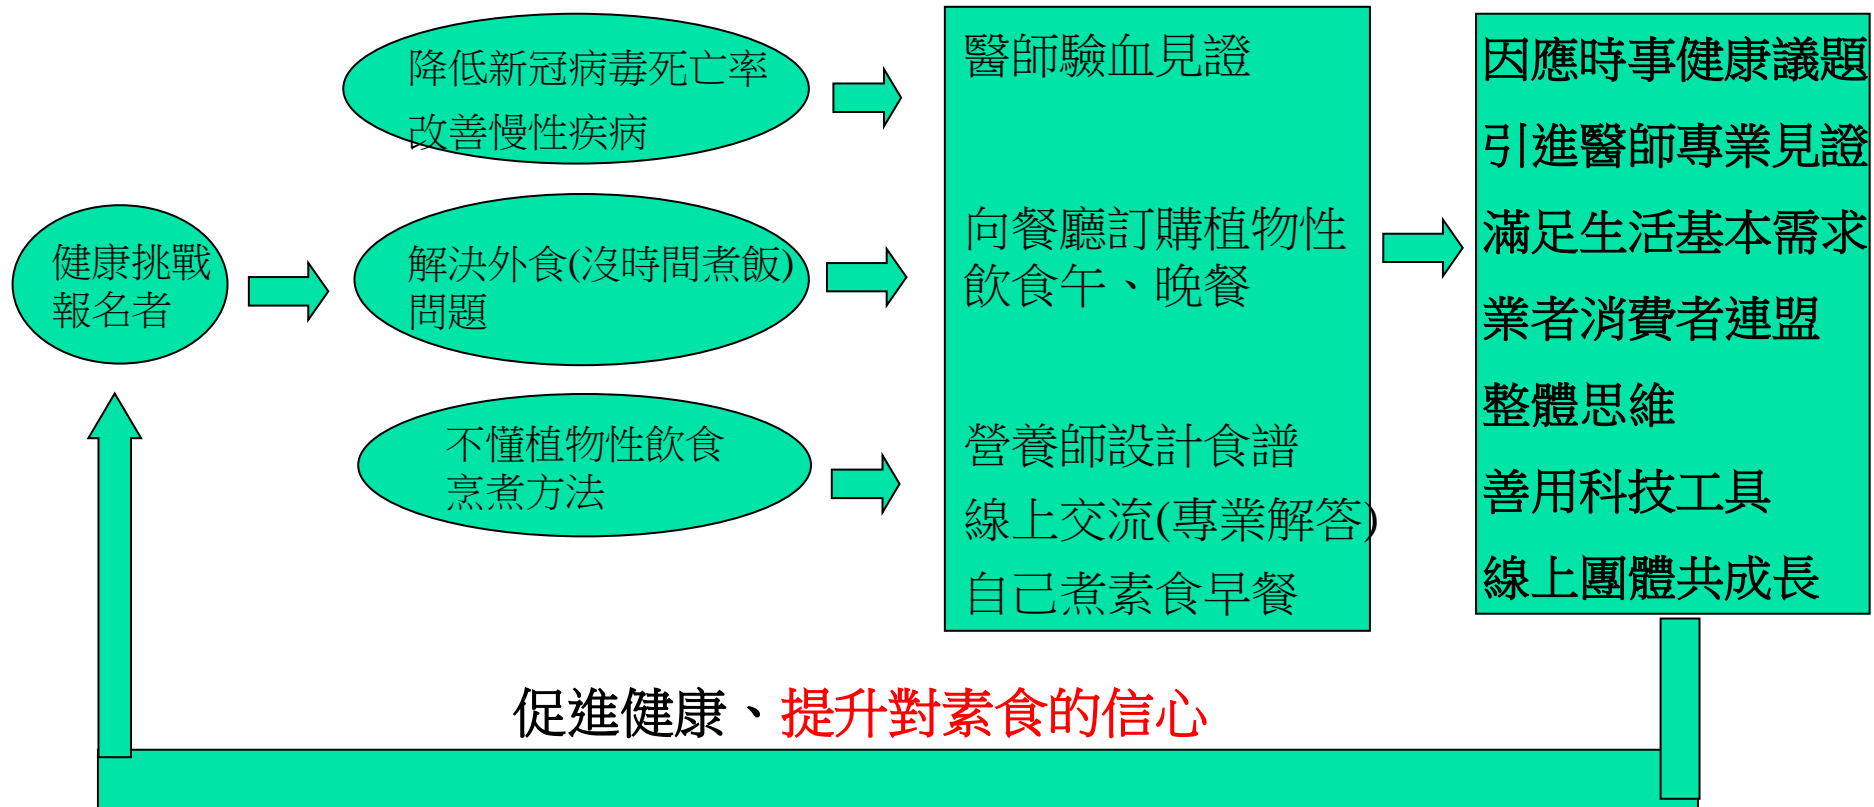 健康挑戰
報名者
降低新冠病毒死亡率
改善慢性疾病
解決外食(沒時間煮飯)
問題
不懂植物性飲食
烹煮方法
醫師驗血見證
向餐廳訂購植物性
飲食午、晚餐
營養師設計食譜
線上交流(專業解答)
自己煮素食早餐
因應時事健康議題
引進醫師專業見證
滿足生活基本需求
業者消費者連盟
整體思維
善用科技工具
線上團體共成長
促進健康、提升對素食的信心